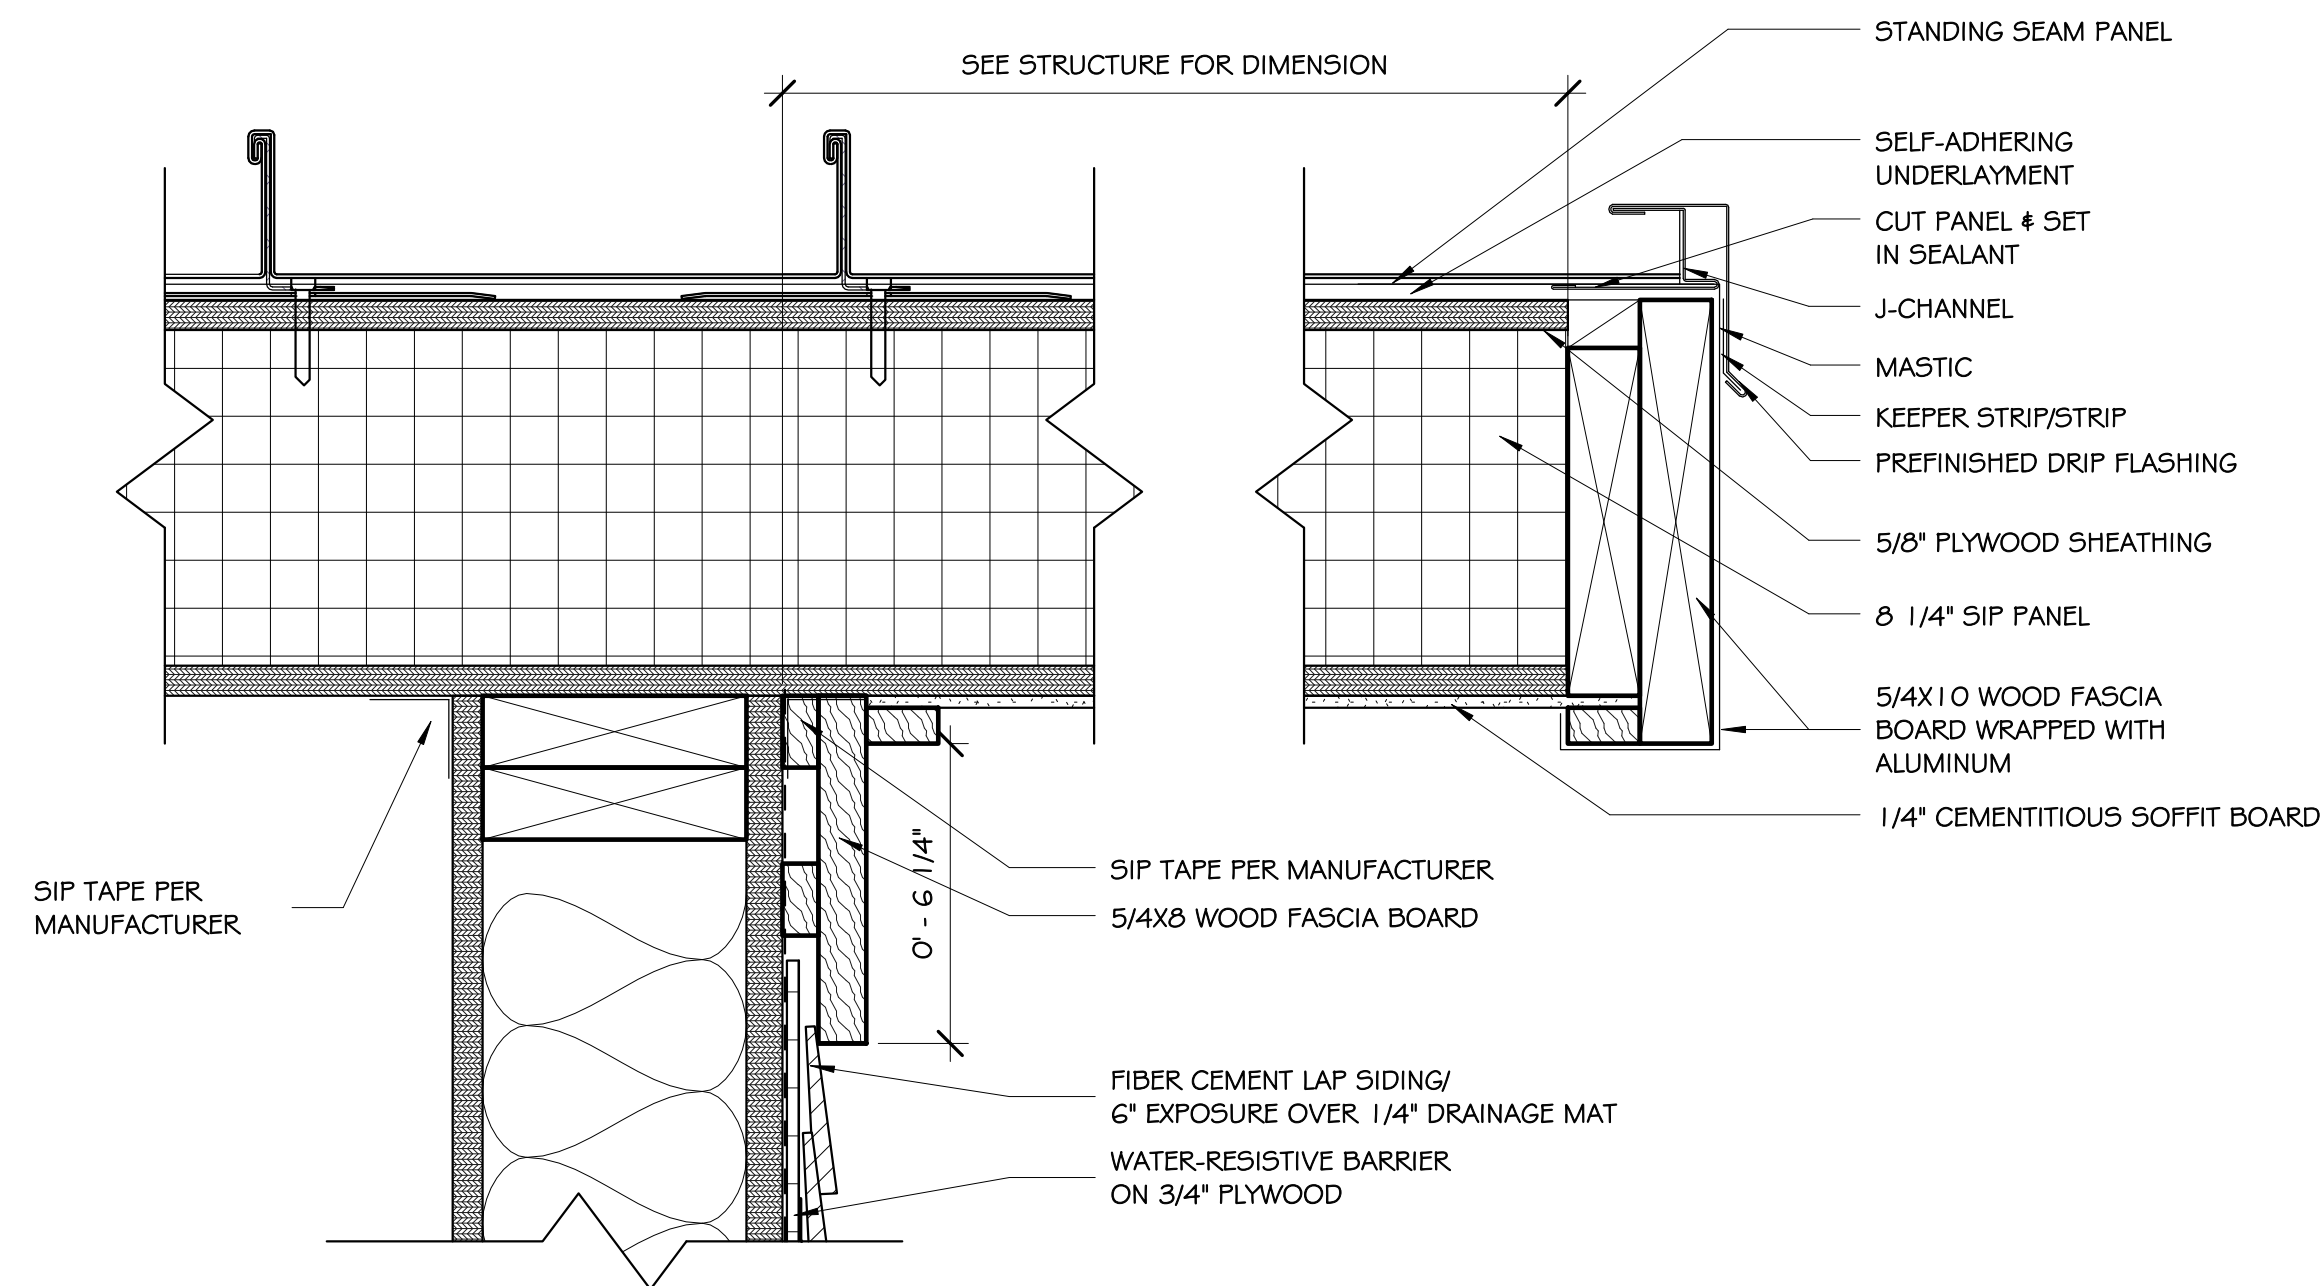 SEE STRUCTURE FOR DIMENSION
STANDING SEAM PANEL
SELF-ADHERING
UNDERLAYMENT
CUT PANEL & SET
IN SEALANT
J-CHANNEL
MASTIC
KEEPER STRIP/STRIP
PREFINISHED DRIP FLASHING
5/8" PLYWOOD SHEATHING
8 1/4" SIP PANEL
5/4X10 WOOD FASCIA
BOARD WRAPPED WITH
ALUMINUM
1/4" CEMENTITIOUS SOFFIT BOARD
SIP TAPE PER
MANUFACTURER
0' - 6 1/4"
SIP TAPE PER MANUFACTURER
5/4X8 WOOD FASCIA BOARD
FIBER CEMENT LAP SIDING/
6" EXPOSURE OVER 1/4" DRAINAGE MAT
WATER-RESISTIVE BARRIER
ON 3/4" PLYWOOD